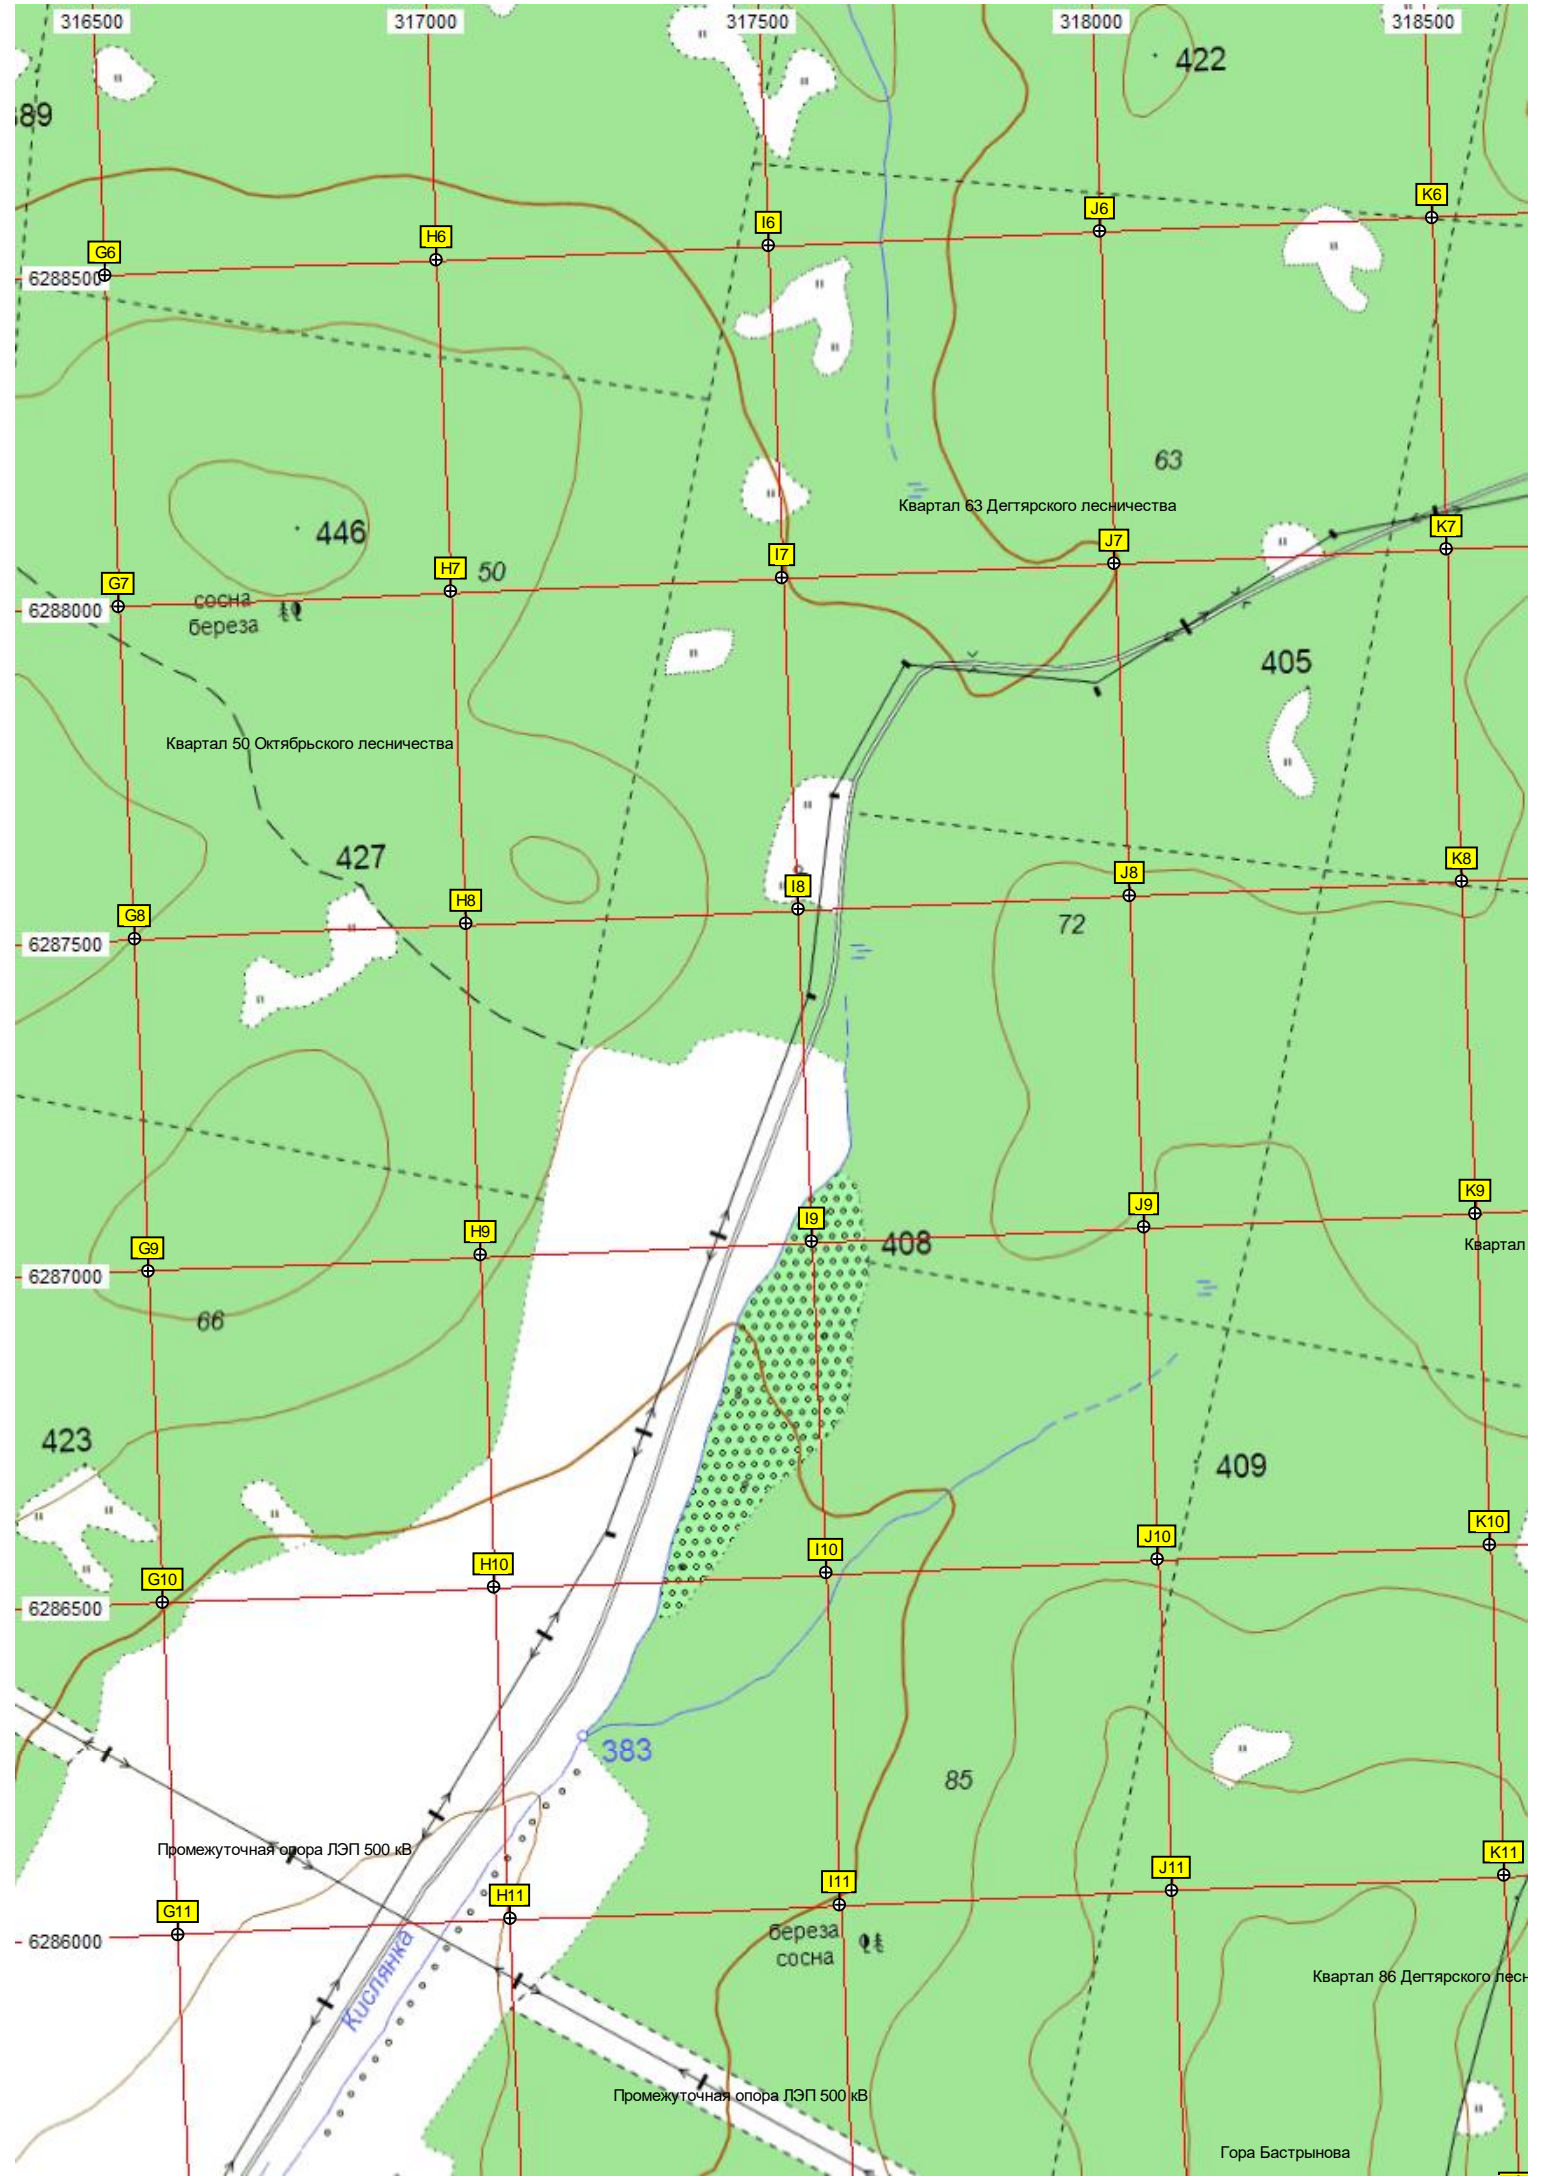 316500 317000 317500 318000 318500
422
89
K6
J6
I6
H6
G6
6288500
63
Квартал 63 Дегтярского лесничества
446
K7
J7
I7
50
H7
G7
6288000
сосна
береза
405
Квартал 50 Октябрьского лесничества
427
K8
J8
I8
H8
G8
72
6287500
K9
J9
I9
H9
G9
408
Квартал
6287000
66
423
409
K10
J10
I10
H10
G10
6286500
383
85
Промежуточная опора ЛЭП 500 кВ
K11
J11
I11
H11
G11
6286000
береза
сосна
Кислянка
Квартал 86 Дегтярского лесн
Промежуточная опора ЛЭП 500 кВ
Гора Бастрынова